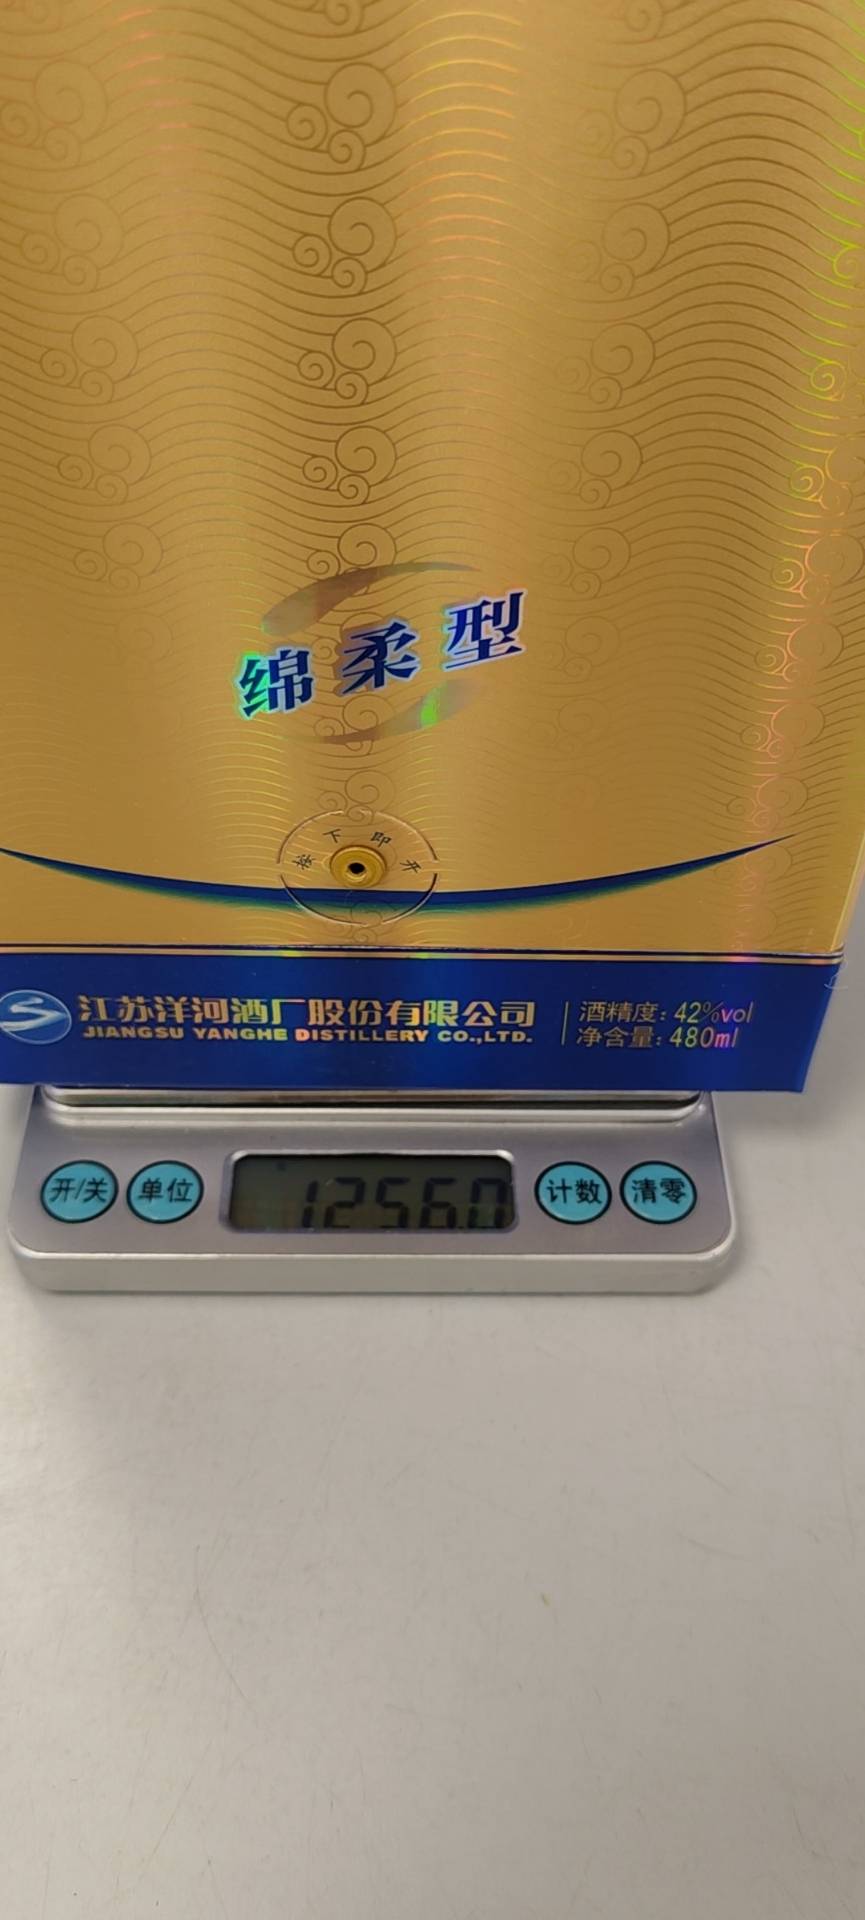 绵柔型
按下即开
江苏洋河酒厂股份有限公司
JIANGSU YANGHE DISTILLERY CO.,LTD.
酒精度：42%vol
净含量：480ml
开/关
单位
1256.0
计数
清零